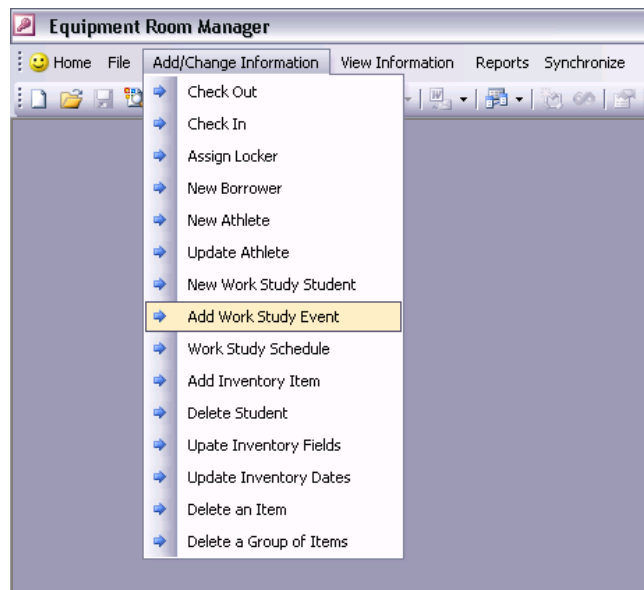 Equipment Room Manager
Home File Add/Change Information View Information Reports Synchronize
Check Out
Check In
Assign Locker
New Borrower
New Athlete
Update Athlete
New Work Study Student
Add Work Study Event
Work Study Schedule
Add Inventory Item
Delete Student
Upate Inventory Fields
Update Inventory Dates
Delete an Item
Delete a Group of Items